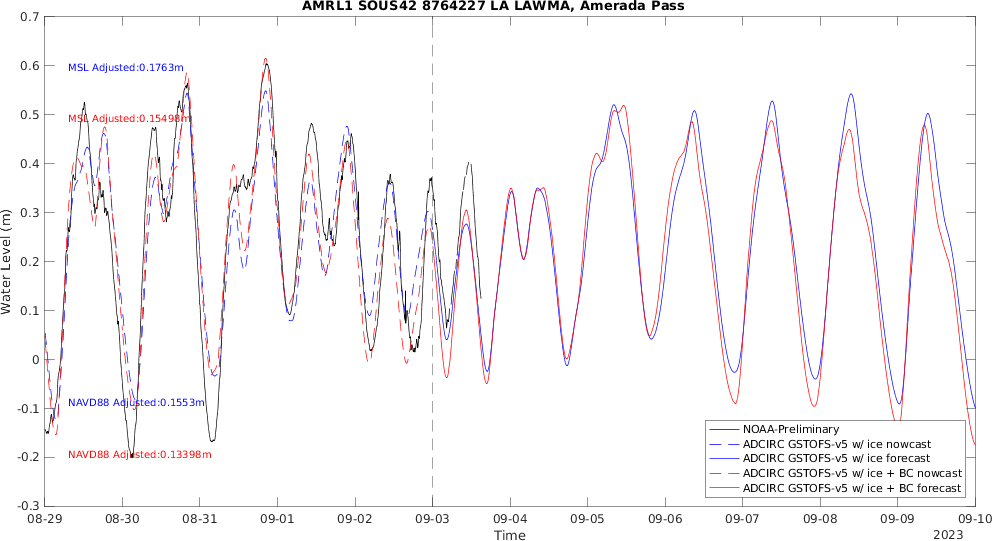 AMRL1 SOUS42 8764227 LA LAWMA, Amerada Pass
0.7
0.6
0.5
0.4
0.3
0.2
0.1
0
-0.1
-0.2
-0.3
Water Level (m)
MSL Adjusted:0.1763m
MSL Adjusted:0.15498m
NAVD88 Adjusted:0.1553m
NAVD88 Adjusted:0.13398m
NOAA-Preliminary
ADCIRC GSTOFS-v5 w/ ice nowcast
ADCIRC GSTOFS-v5 w/ ice forecast
ADCIRC GSTOFS-v5 w/ ice + BC nowcast
ADCIRC GSTOFS-v5 w/ ice + BC forecast
08-29 08-30 08-31 09-01 09-02 09-03 09-04 09-05 09-06 09-07 09-08 09-09 09-10
Time
2023